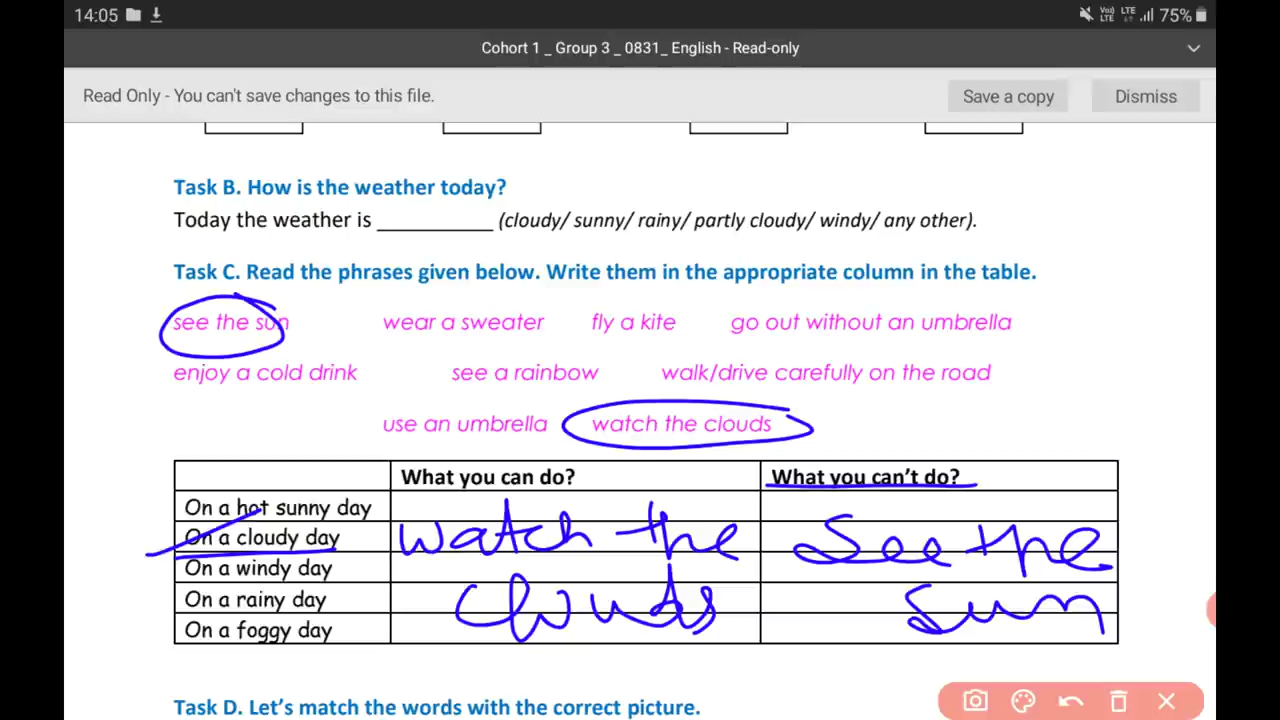 14:05
Voo) LTE LTE 75%
Cohort 1 _ Group 3 _ 0831_ English - Read-only
Read Only - You can't save changes to this file.
Save a copy
Dismiss
Task B. How is the weather today?
Today the weather is __________ (cloudy/ sunny/ rainy/ partly cloudy/ windy/ any other).
Task C. Read the phrases given below. Write them in the appropriate column in the table.
see the sun wear a sweater fly a kite go out without an umbrella
enjoy a cold drink see a rainbow walk/drive carefully on the road
use an umbrella watch the clouds
What you can do? What you can't do?
On a hot sunny day
On a cloudy day watch the See the
On a windy day
On a rainy day clouds sun
On a foggy day
Task D. Let's match the words with the correct picture.